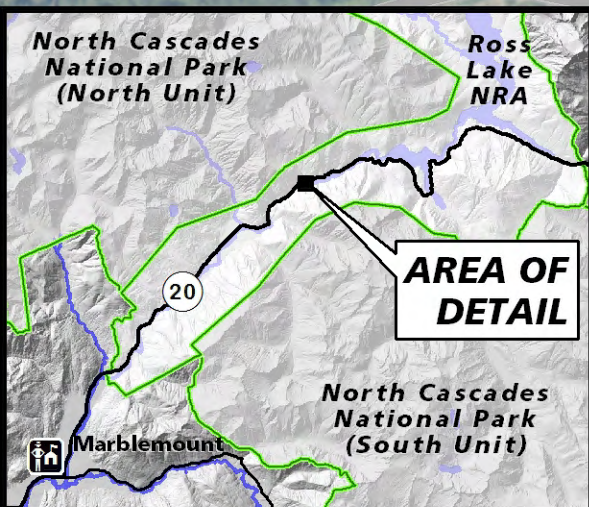 North Cascades
National Park
(North Unit)
Ross
Lake
NRA
AREA OF
DETAIL
20
North Cascades
National Park
(South Unit)
Marblemount